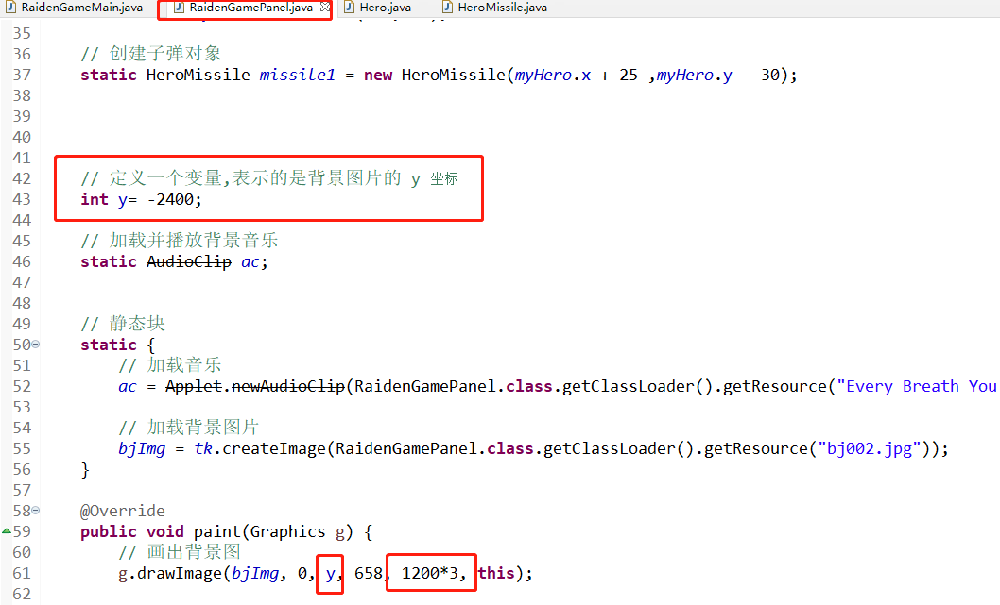 RaidenGameMain.java RaidenGamePanel.java Hero.java HeroMissile.java
35
36 // 创建子弹对象
37 static HeroMissile missile1 = new HeroMissile(myHero.x + 25 ,myHero.y - 30);
38
39
40
41
42 // 定义一个变量,表示的是背景图片的 y 坐标
43 int y= -2400;
44
45 // 加载并播放背景音乐
46 static AudioClip ac;
47
48
49 // 静态块
50 static {
51 // 加载音乐
52 ac = Applet.newAudioClip(RaidenGamePanel.class.getClassLoader().getResource("Every Breath You
53
54 // 加载背景图片
55 bjImg = tk.createImage(RaidenGamePanel.class.getClassLoader().getResource("bj002.jpg"));
56 }
57
58 @Override
59 public void paint(Graphics g) {
60 // 画出背景图
61 g.drawImage(bjImg, 0, y, 658, 1200*3, this);
62